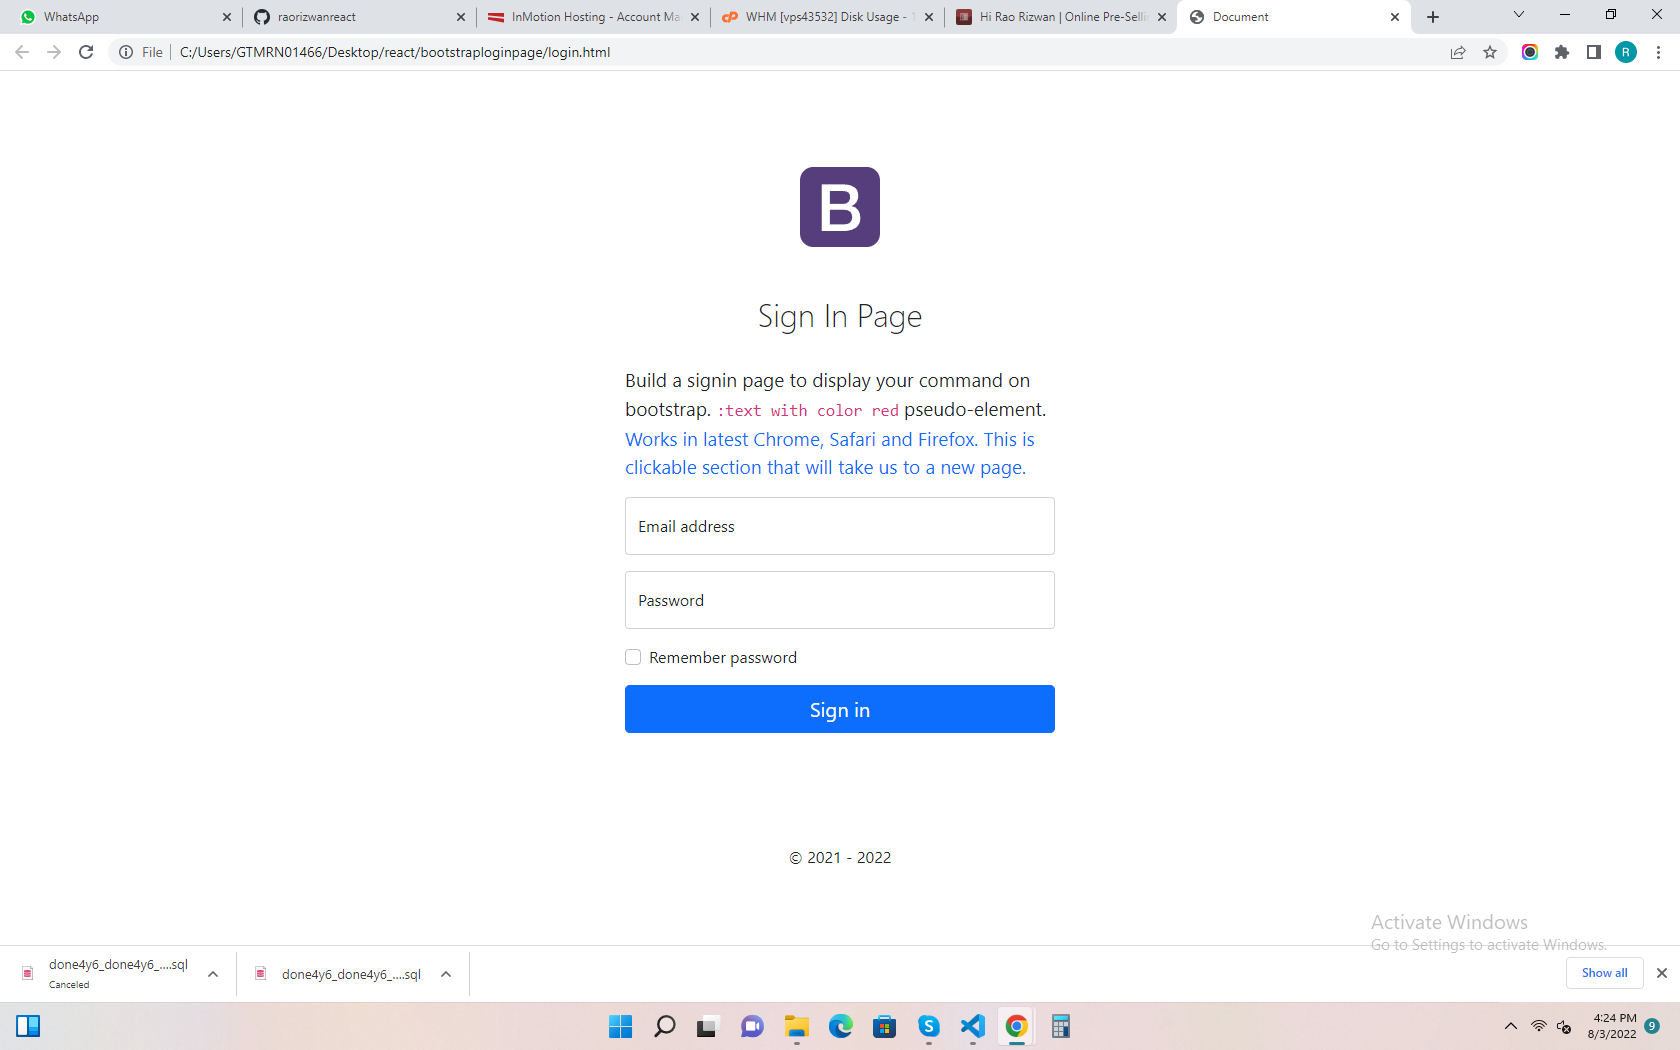 WhatsApp
raorizwanreact
InMotion Hosting - Account Ma
WHM [vps43532] Disk Usage -
Hi Rao Rizwan | Online Pre-Selli
Document
File
C:/Users/GTMRN01466/Desktop/react/bootstraploginpage/login.html
R
B
Sign In Page
Build a signin page to display your command on
bootstrap. :text with color red pseudo-element.
Works in latest Chrome, Safari and Firefox. This is
clickable section that will take us to a new page.
Email address
Password
Remember password
Sign in
© 2021 - 2022
Activate Windows
Go to Settings to activate Windows.
done4y6_done4y6_....sql
Canceled
done4y6_done4y6_....sql
Show all
4:24 PM
8/3/2022
9